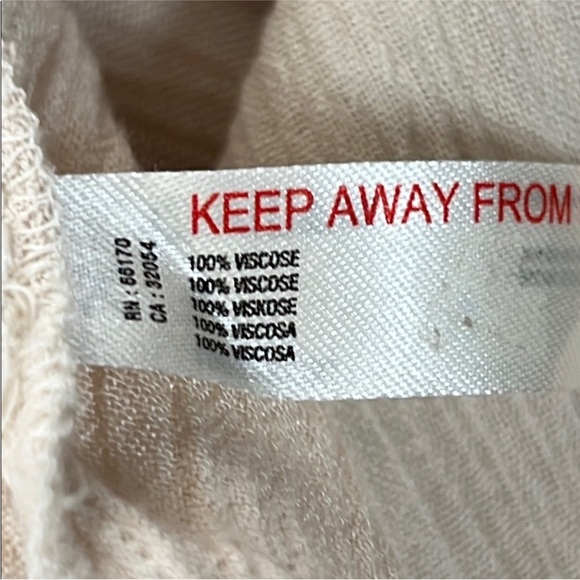 KEEP AWAY FROM
RN : 66170
CA : 32054
100% VISCOSE
100% VISCOSE
100% VISKOSE
100% VISCOSA
100% VISCOSA